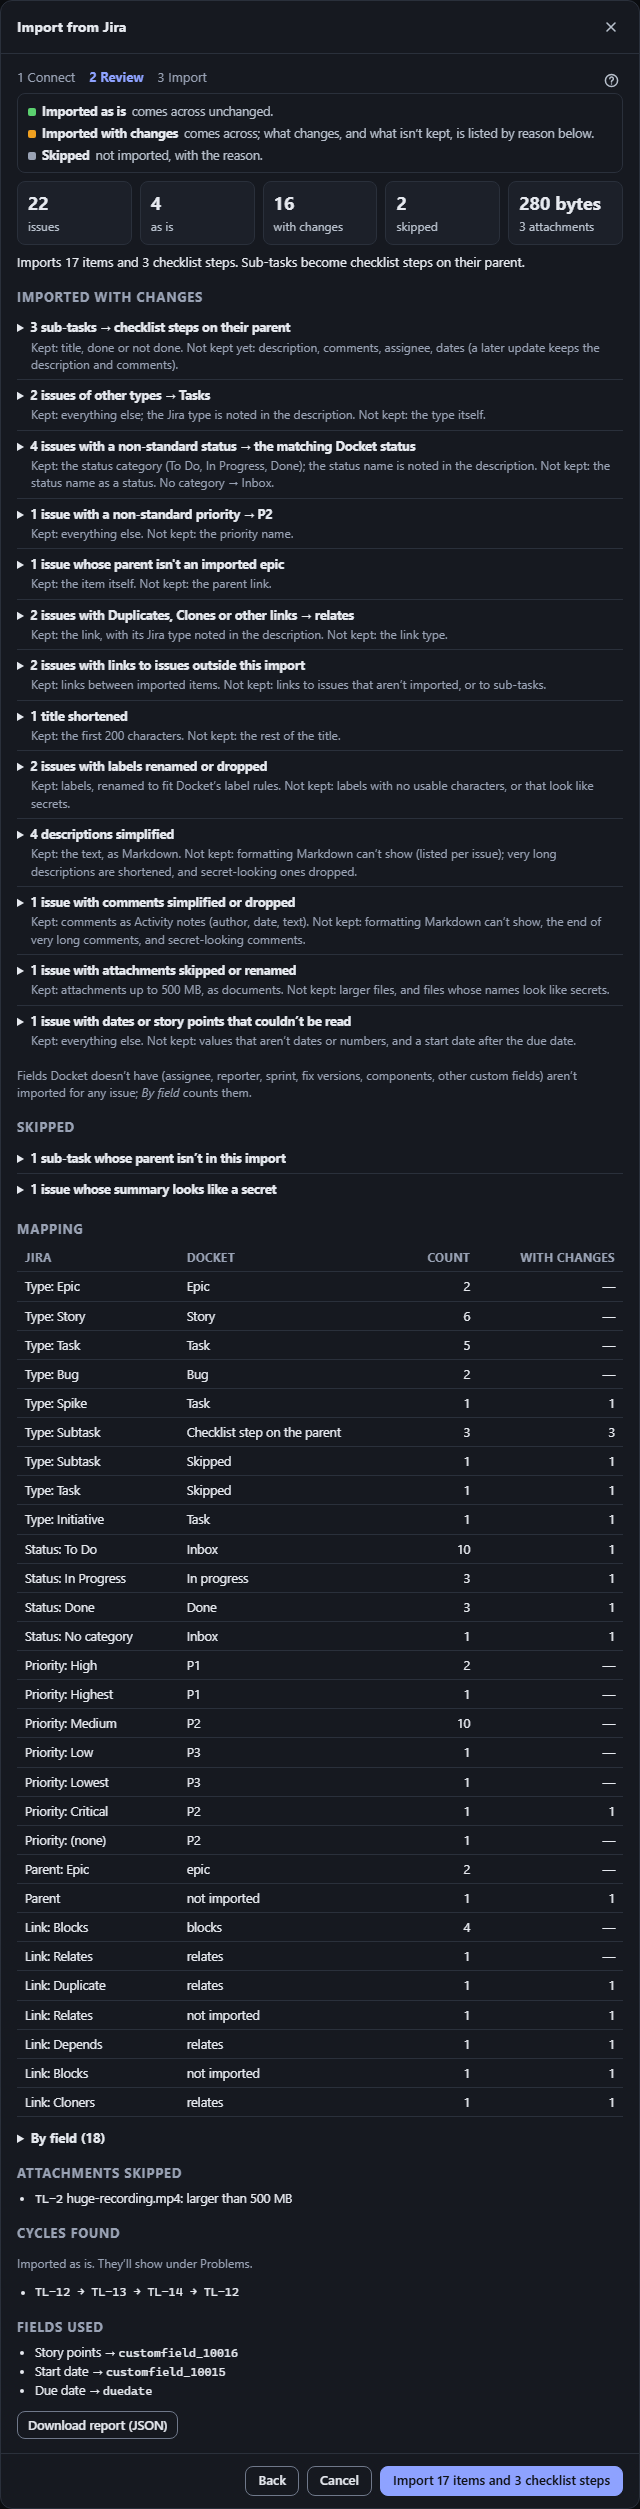 Import from Jira
1 Connect 2 Review 3 Import
Imported as is comes across unchanged.
Imported with changes comes across; what changes, and what isn't kept, is listed by reason below.
Skipped not imported, with the reason.
22 4 16 2 280 bytes
issues as is with changes skipped 3 attachments
Imports 17 items and 3 checklist steps. Sub-tasks become checklist steps on their parent.
IMPORTED WITH CHANGES
3 sub-tasks → checklist steps on their parent
Kept: title, done or not done. Not kept yet: description, comments, assignee, dates (a later update keeps the
description and comments).
2 issues of other types → Tasks
Kept: everything else; the Jira type is noted in the description. Not kept: the type itself.
4 issues with a non-standard status → the matching Docket status
Kept: the status category (To Do, In Progress, Done); the status name is noted in the description. Not kept: the
status name as a status. No category → Inbox.
1 issue with a non-standard priority → P2
Kept: everything else. Not kept: the priority name.
1 issue whose parent isn't an imported epic
Kept: the item itself. Not kept: the parent link.
2 issues with Duplicates, Clones or other links → relates
Kept: the link, with its Jira type noted in the description. Not kept: the link type.
2 issues with links to issues outside this import
Kept: links between imported items. Not kept: links to issues that aren't imported, or to sub-tasks.
1 title shortened
Kept: the first 200 characters. Not kept: the rest of the title.
2 issues with labels renamed or dropped
Kept: labels, renamed to fit Docket's label rules. Not kept: labels with no usable characters, or that look like
secrets.
4 descriptions simplified
Kept: the text, as Markdown. Not kept: formatting Markdown can't show (listed per issue); very long
descriptions are shortened, and secret-looking ones dropped.
1 issue with comments simplified or dropped
Kept: comments as Activity notes (author, date, text). Not kept: formatting Markdown can't show, the end of
very long comments, and secret-looking comments.
1 issue with attachments skipped or renamed
Kept: attachments up to 500 MB, as documents. Not kept: larger files, and files whose names look like secrets.
1 issue with dates or story points that couldn't be read
Kept: everything else. Not kept: values that aren't dates or numbers, and a start date after the due date.
Fields Docket doesn't have (assignee, reporter, sprint, fix versions, components, other custom fields) aren't
imported for any issue; By field counts them.
SKIPPED
1 sub-task whose parent isn't in this import
1 issue whose summary looks like a secret
MAPPING
JIRA DOCKET COUNT WITH CHANGES
Type: Epic Epic 2 —
Type: Story Story 6 —
Type: Task Task 5 —
Type: Bug Bug 2 —
Type: Spike Task 1 1
Type: Subtask Checklist step on the parent 3 3
Type: Subtask Skipped 1 1
Type: Task Skipped 1 1
Type: Initiative Task 1 1
Status: To Do Inbox 10 1
Status: In Progress In progress 3 1
Status: Done Done 3 1
Status: No category Inbox 1 1
Priority: High P1 2 —
Priority: Highest P1 1 —
Priority: Medium P2 10 —
Priority: Low P3 1 —
Priority: Lowest P3 1 —
Priority: Critical P2 1 1
Priority: (none) P2 1 —
Parent: Epic epic 2 —
Parent not imported 1 1
Link: Blocks blocks 4 —
Link: Relates relates 1 —
Link: Duplicate relates 1 1
Link: Relates not imported 1 1
Link: Depends relates 1 1
Link: Blocks not imported 1 1
Link: Cloners relates 1 1
By field (18)
ATTACHMENTS SKIPPED
• TL-2 huge-recording.mp4: larger than 500 MB
CYCLES FOUND
Imported as is. They'll show under Problems.
• TL-12 → TL-13 → TL-14 → TL-12
FIELDS USED
• Story points → customfield_10016
• Start date → customfield_10015
• Due date → duedate
Download report (JSON)
Back Cancel Import 17 items and 3 checklist steps